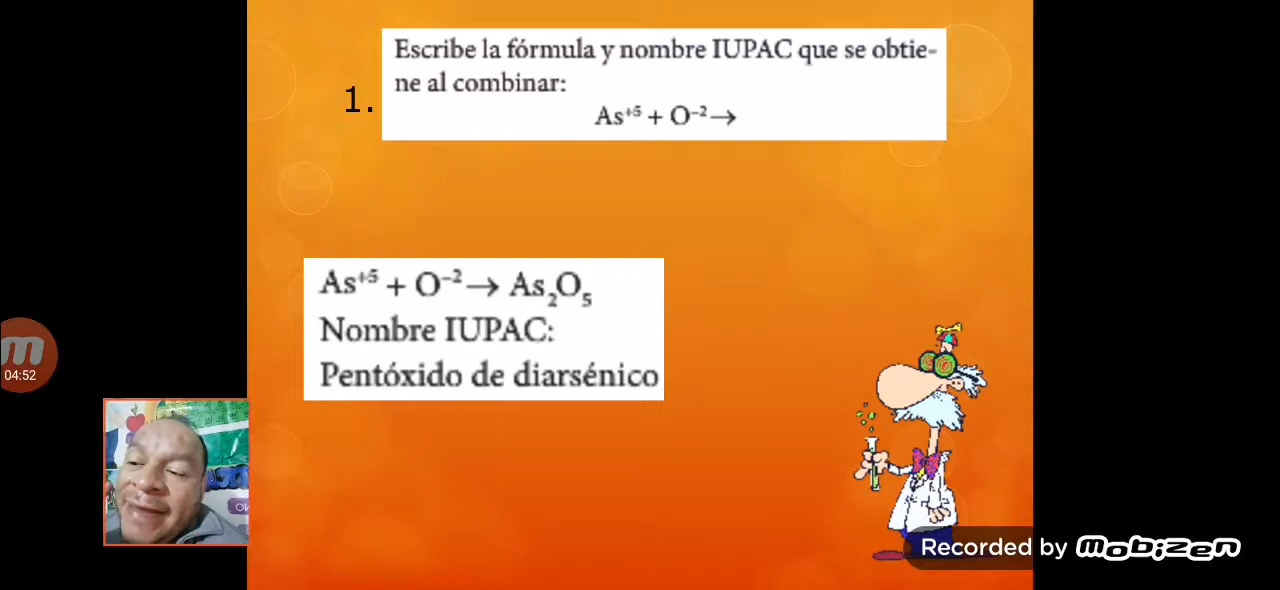 Escribe la fórmula y nombre IUPAC que se obtie-
ne al combinar:
1.
As⁺⁵ + O⁻² →
As⁺⁵ + O⁻² → As₂O₅
Nombre IUPAC:
Pentóxido de diarsénico
04:52
Recorded by mobizen